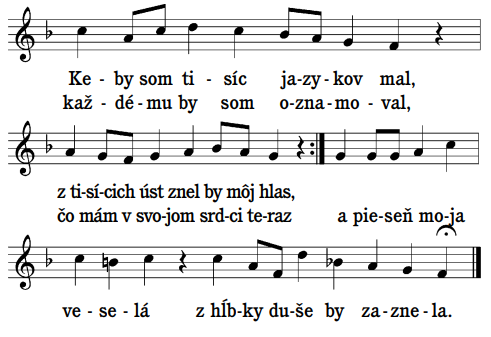 Ke - by som ti - síc ja-zy-kov mal,
kaž - dé-mu by som o-zna-mo-val,
z ti-sí-cich úst znel by môj hlas,
čo mám v svo-jom srd-ci te-raz a pie-seň mo-ja
ve - se - lá z hĺb-ky du-še by za-zne-la.